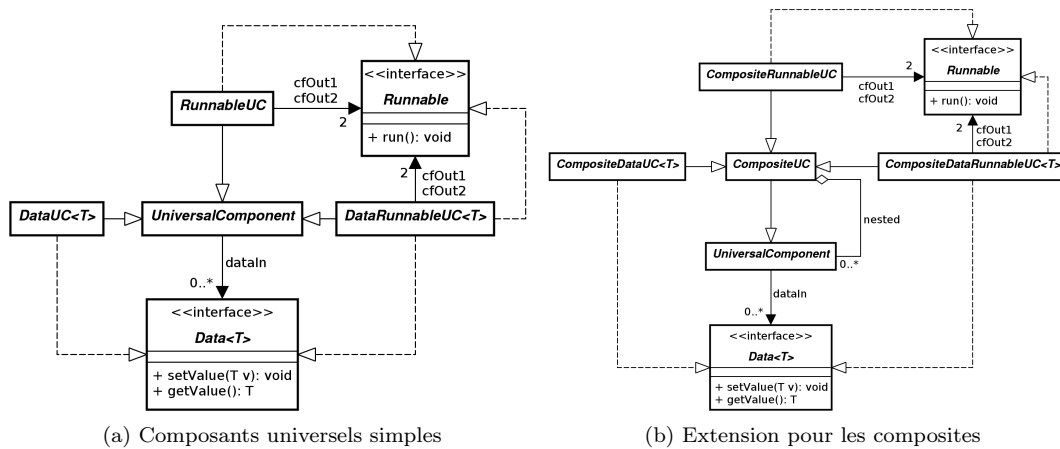 <<interface>>
Runnable
+ run(): void
RunnableUC
cfOut1
cfOut2
2
2
cfOut1
cfOut2
DataUC<T>
UniversalComponent
DataRunnableUC<T>
dataIn
0..*
<<interface>>
Data<T>
+ setValue(T v): void
+ getValue(): T
(a) Composants universels simples
<<interface>>
Runnable
+ run(): void
CompositeRunnableUC
2
cfOut1
cfOut2
2
cfOut1
cfOut2
CompositeDataUC<T>
CompositeUC
CompositeDataRunnableUC<T>
nested
UniversalComponent
0..*
dataIn
0..*
<<interface>>
Data<T>
+ setValue(T v): void
+ getValue(): T
(b) Extension pour les composites